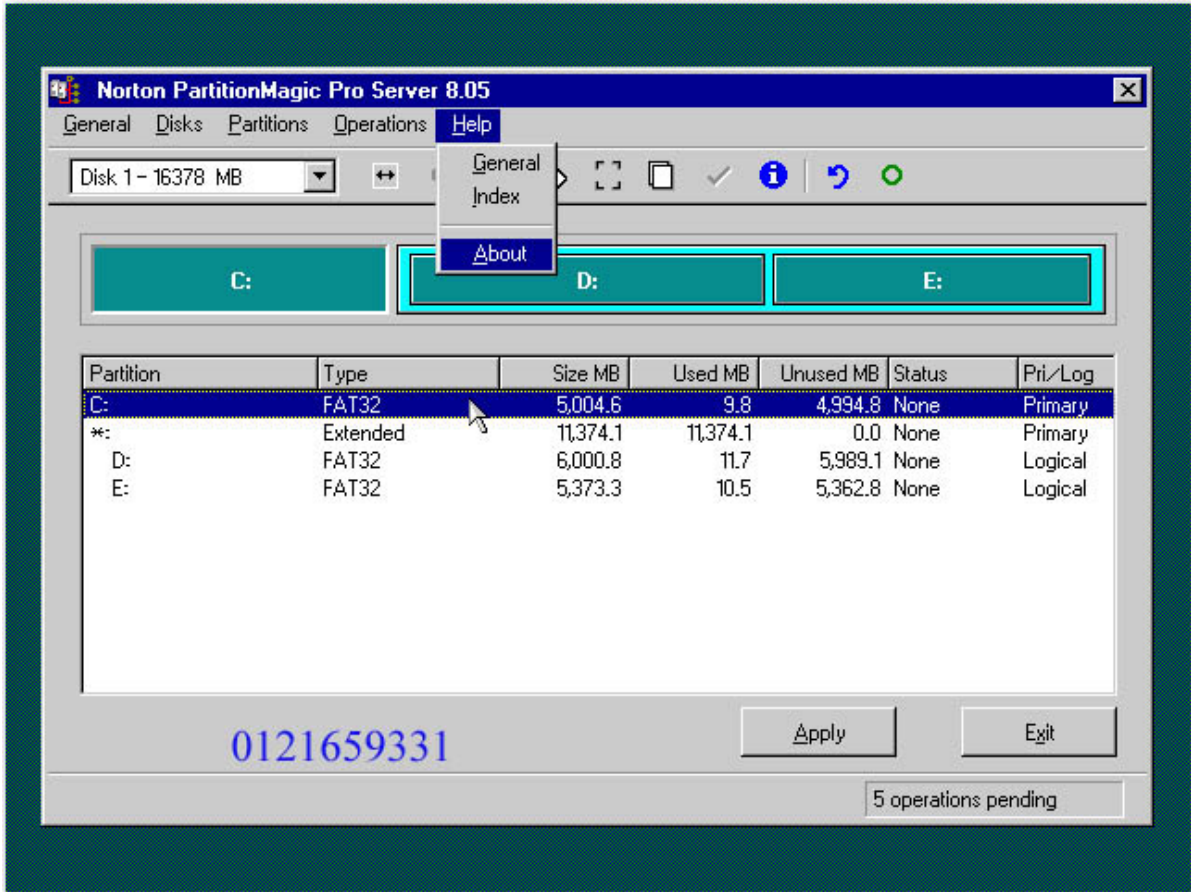 Norton PartitionMagic Pro Server 8.05
General Disks Partitions Operations Help
Disk 1 - 16378 MB
General
Index
About
C: D: E:
Partition Type Size MB Used MB Unused MB Status Pri/Log
C: FAT32 5,004.6 9.8 4,994.8 None Primary
*: Extended 11,374.1 11,374.1 0.0 None Primary
D: FAT32 6,000.8 11.7 5,989.1 None Logical
E: FAT32 5,373.3 10.5 5,362.8 None Logical
0121659331
Apply Exit
5 operations pending